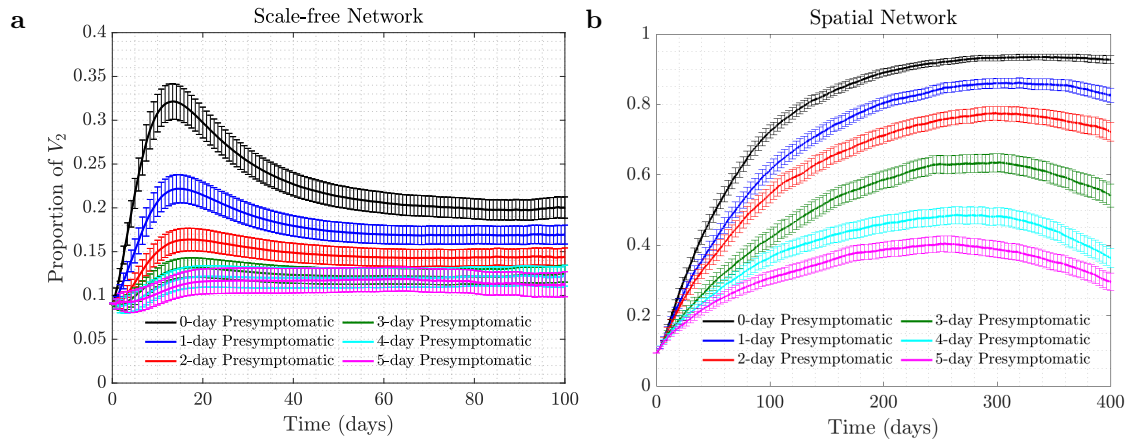 a
Scale-free Network
0.4
0.35
0.3
0.25
0.2
0.15
0.1
0.05
0
Proportion of V₂
0-day Presymptomatic
1-day Presymptomatic
2-day Presymptomatic
3-day Presymptomatic
4-day Presymptomatic
5-day Presymptomatic
0 20 40 60 80 100
Time (days)
b
Spatial Network
1
0.8
0.6
0.4
0.2
0
0-day Presymptomatic
1-day Presymptomatic
2-day Presymptomatic
3-day Presymptomatic
4-day Presymptomatic
5-day Presymptomatic
0 100 200 300 400
Time (days)